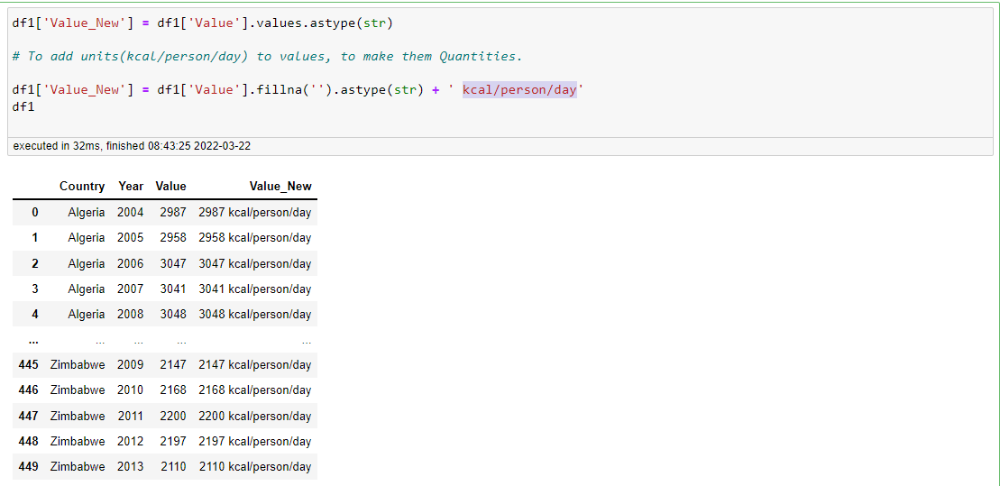 df1['Value_New'] = df1['Value'].values.astype(str)
# To add units(kcal/person/day) to values, to make them Quantities.
df1['Value_New'] = df1['Value'].fillna('').astype(str) + ' kcal/person/day'
df1
executed in 32ms, finished 08:43:25 2022-03-22
Country Year Value Value_New
0 Algeria 2004 2987 2987 kcal/person/day
1 Algeria 2005 2958 2958 kcal/person/day
2 Algeria 2006 3047 3047 kcal/person/day
3 Algeria 2007 3041 3041 kcal/person/day
4 Algeria 2008 3048 3048 kcal/person/day
... ... ... ... ...
445 Zimbabwe 2009 2147 2147 kcal/person/day
446 Zimbabwe 2010 2168 2168 kcal/person/day
447 Zimbabwe 2011 2200 2200 kcal/person/day
448 Zimbabwe 2012 2197 2197 kcal/person/day
449 Zimbabwe 2013 2110 2110 kcal/person/day